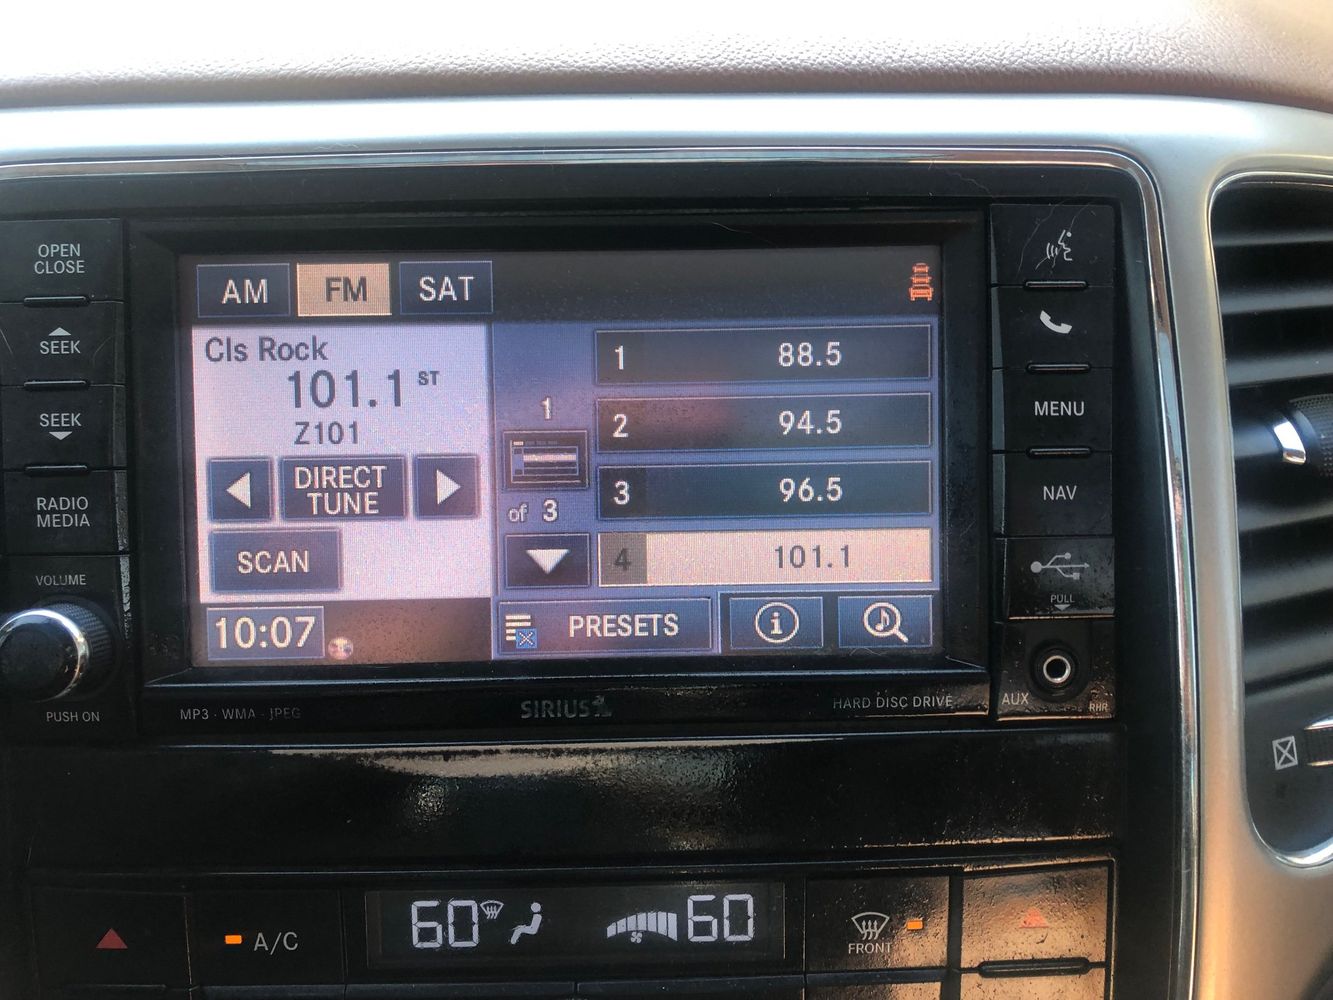 OPEN
CLOSE
SEEK
SEEK
RADIO
MEDIA
VOLUME
PUSH ON
AM FM SAT
Cls Rock
101.1 ST
Z101
DIRECT
TUNE
SCAN
10:07
1
of 3
1 88.5
2 94.5
3 96.5
4 101.1
PRESETS
i
MENU
NAV
PULL
AUX
RHR
MP3 · WMA · JPEG
SIRIUS
HARD DISC DRIVE
A/C
60
60
FRONT